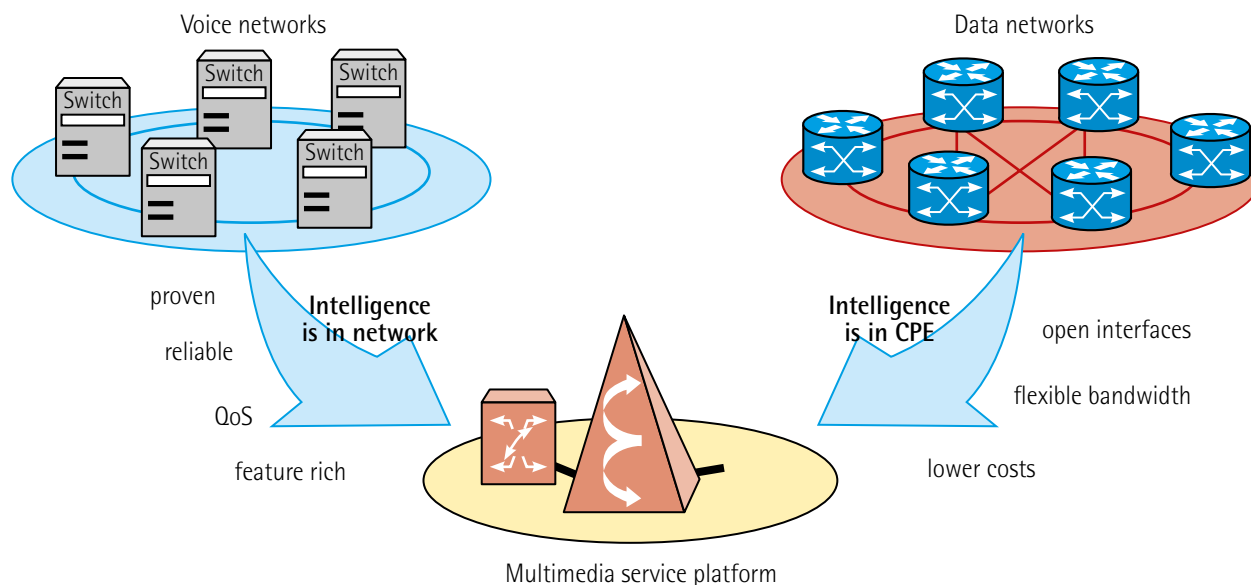 Voice networks
Data networks
Switch
Switch
Switch
Switch
Switch
proven
reliable
QoS
feature rich
Intelligence
is in network
Intelligence
is in CPE
open interfaces
flexible bandwidth
lower costs
Multimedia service platform